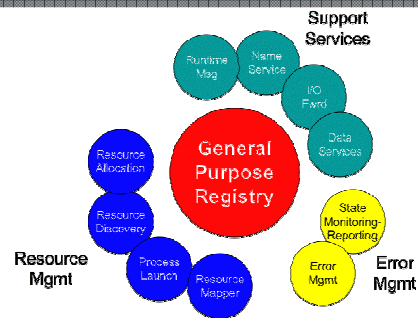 Support
Services
Runtime
Msg
Name
Service
I/O
Fwrd
Data
Services
General
Purpose
Registry
Resource
Allocation
Resource
Discovery
Process
Launch
Resource
Mapper
Resource
Mgmt
State
Monitoring-
Reporting
Error
Mgmt
Error
Mgmt